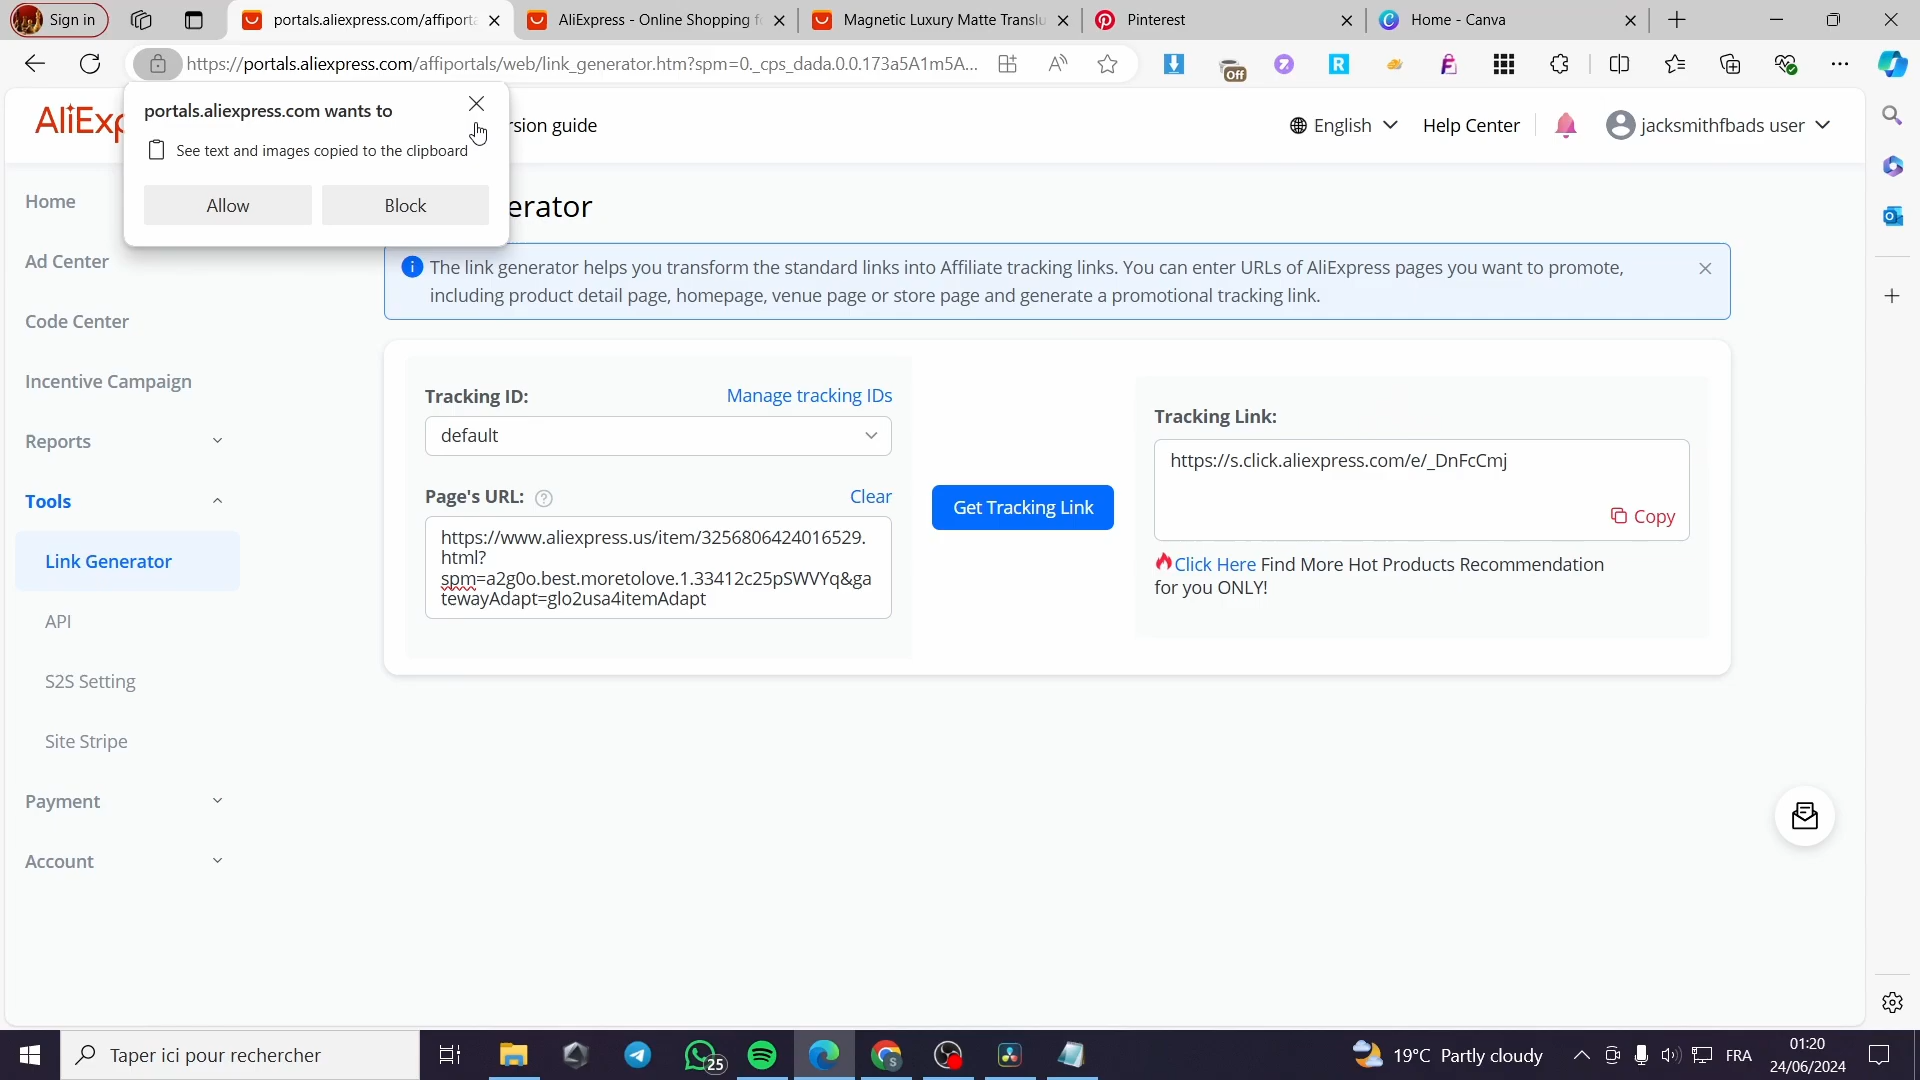 Sign in
portals.aliexpress.com/affiporta
AliExpress - Online Shopping f
Magnetic Luxury Matte Translu
Pinterest
Home - Canva
https://portals.aliexpress.com/affiportals/web/link_generator.htm?spm=0._cps_dada.0.0.173a5A1m5A...
Off
portals.aliexpress.com wants to
See text and images copied to the clipboard
Allow
Block
AliExp
rsion guide
English
Help Center
jacksmithfbads user
Home
Ad Center
Code Center
Incentive Campaign
Reports
Tools
Link Generator
API
S2S Setting
Site Stripe
Payment
Account
erator
The link generator helps you transform the standard links into Affiliate tracking links. You can enter URLs of AliExpress pages you want to promote,
including product detail page, homepage, venue page or store page and generate a promotional tracking link.
Tracking ID:
Manage tracking IDs
default
Page's URL:
Clear
https://www.aliexpress.us/item/3256806424016529.
html?
spm=a2g0o.best.moretolove.1.33412c25pSWVYq&ga
tewayAdapt=glo2usa4itemAdapt
Get Tracking Link
Tracking Link:
https://s.click.aliexpress.com/e/_DnFcCmj
Copy
Click Here Find More Hot Products Recommendation
for you ONLY!
Taper ici pour rechercher
25
19°C Partly cloudy
FRA
01:20
24/06/2024